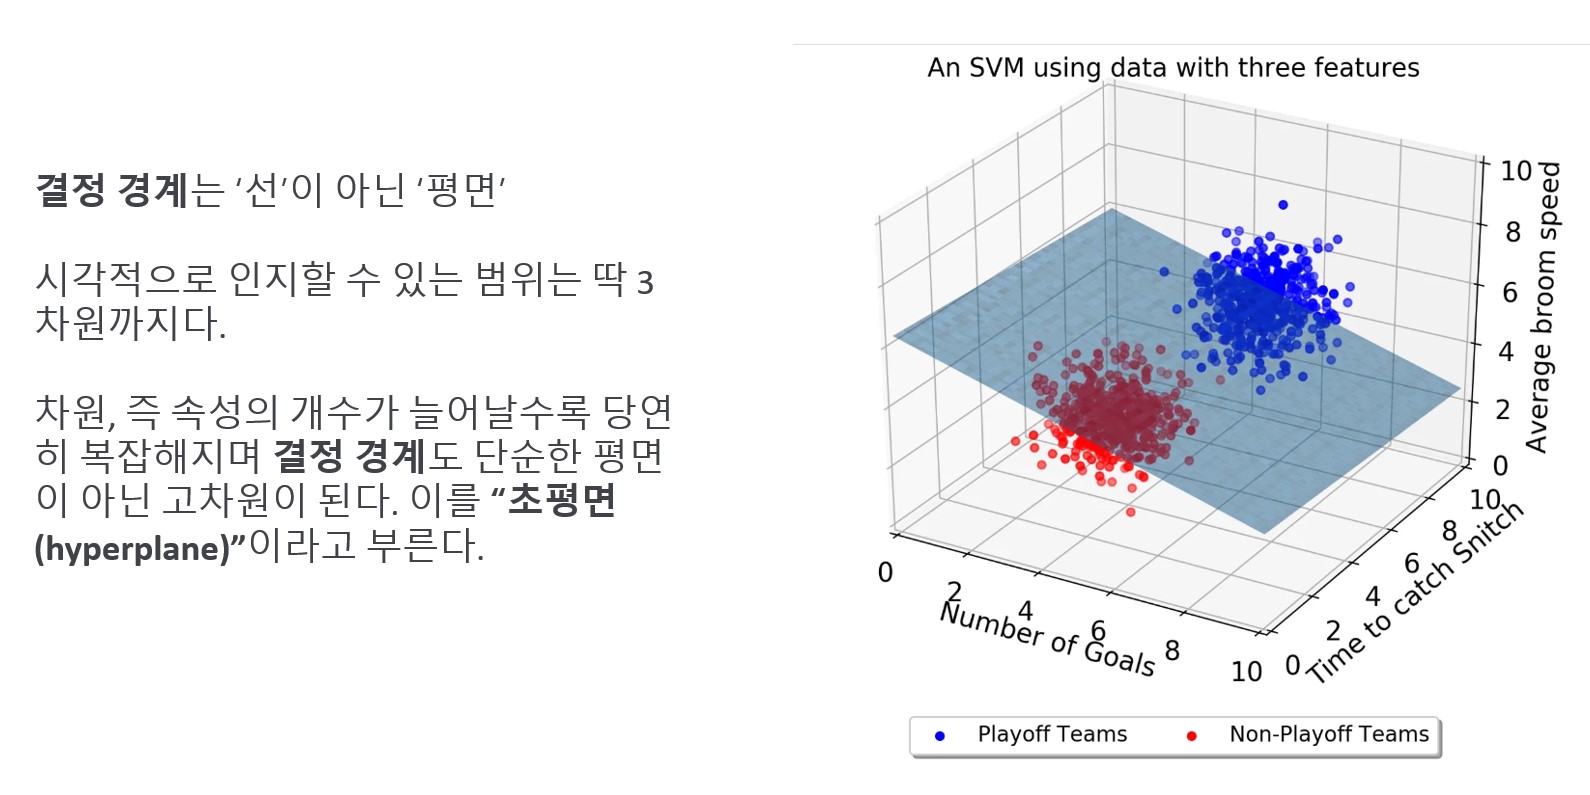 결정 경계는 ‘선’이 아닌 ‘평면’
시각적으로 인지할 수 있는 범위는 딱 3
차원까지다.
차원, 즉 속성의 개수가 늘어날수록 당연
히 복잡해지며 결정 경계도 단순한 평면
이 아닌 고차원이 된다. 이를 “초평면
(hyperplane)”이라고 부른다.
An SVM using data with three features
10
8
6
4
2
0
Average broom speed
0
2
4
6
8
10
Number of Goals
0
2
4
6
8
10
Time to catch Snitch
Playoff Teams
Non-Playoff Teams